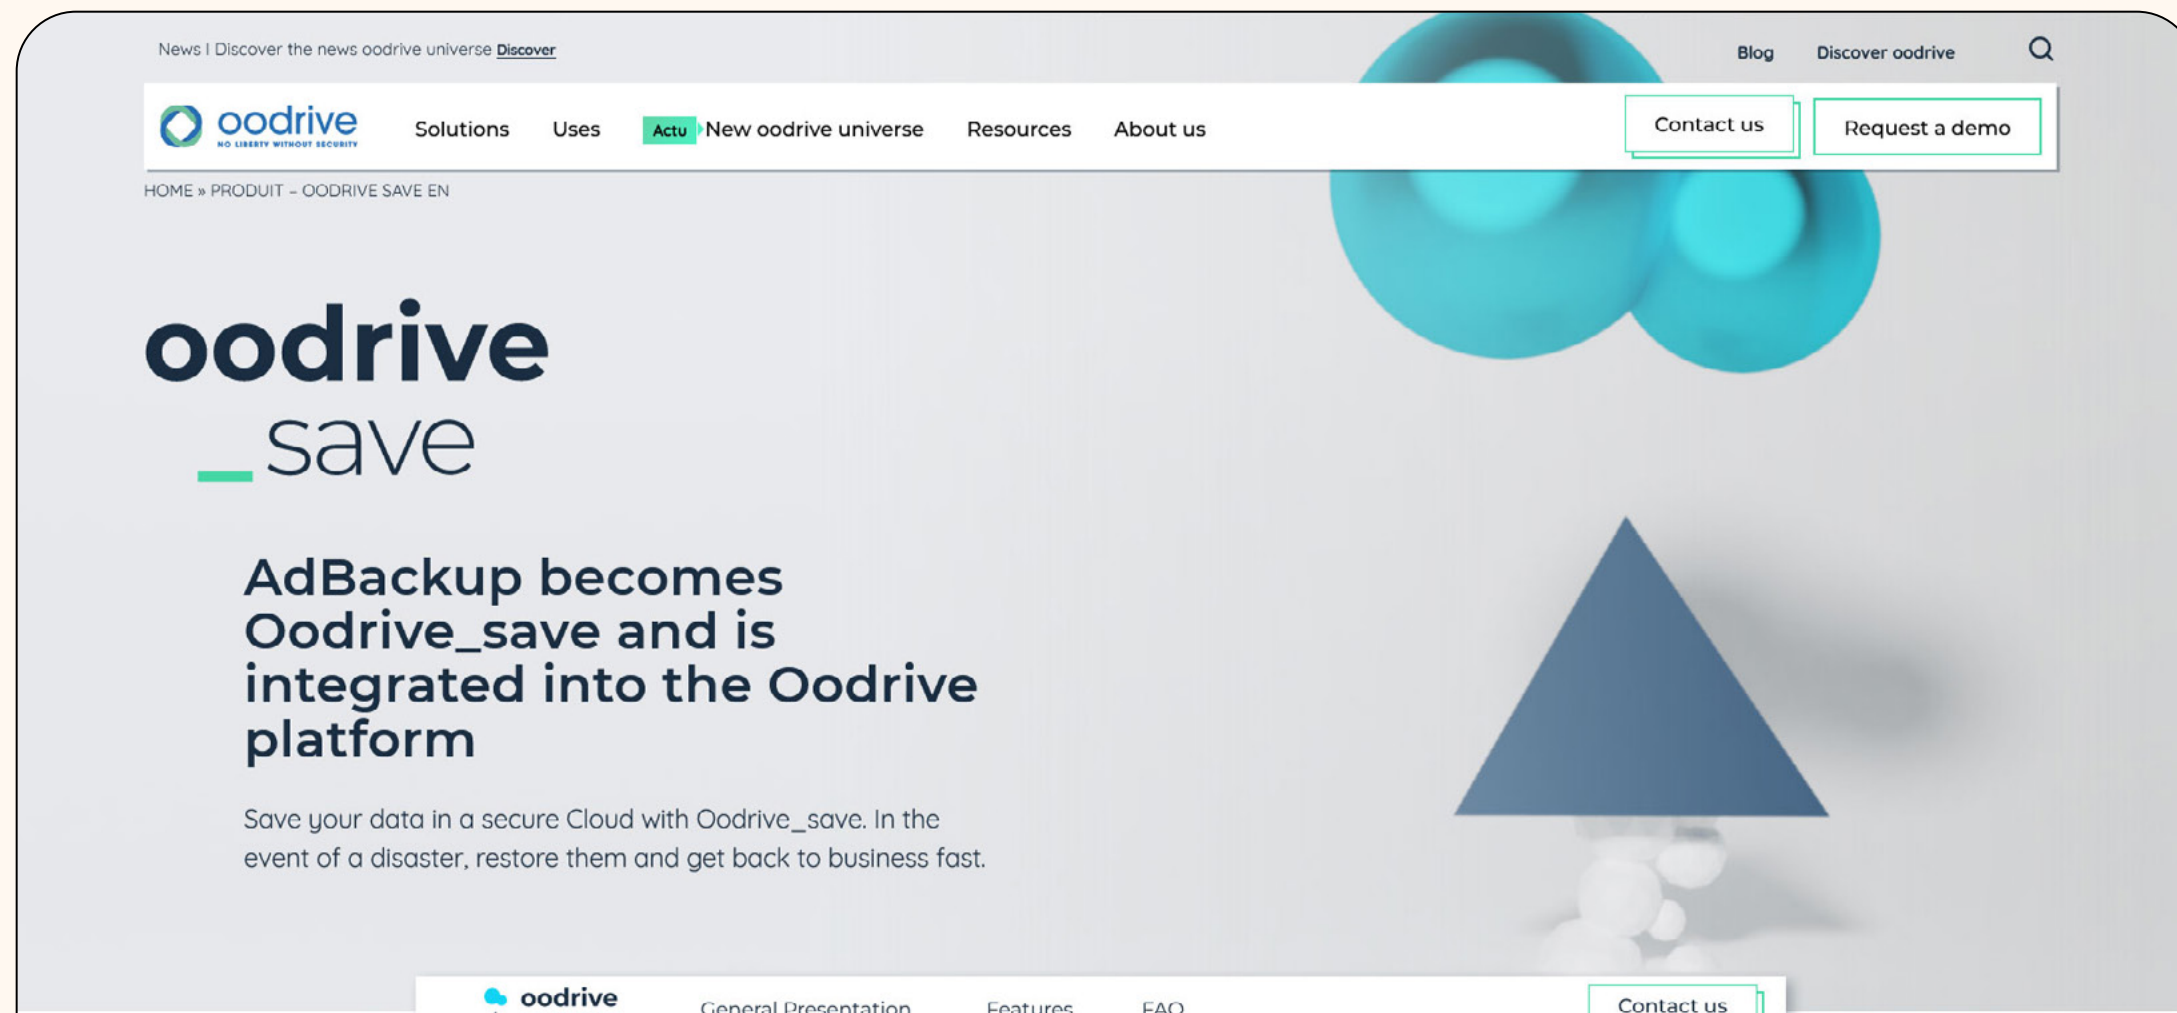 News | Discover the news oodrive universe Discover
Blog Discover oodrive
oodrive
NO LIBERTY WITHOUT SECURITY
Solutions Uses Actu New oodrive universe Resources About us Contact us Request a demo
HOME » PRODUIT – OODRIVE SAVE EN
oodrive
_save
AdBackup becomes
Oodrive_save and is
integrated into the Oodrive
platform
Save your data in a secure Cloud with Oodrive_save. In the
event of a disaster, restore them and get back to business fast.
oodrive
General Presentation Features FAQ Contact us